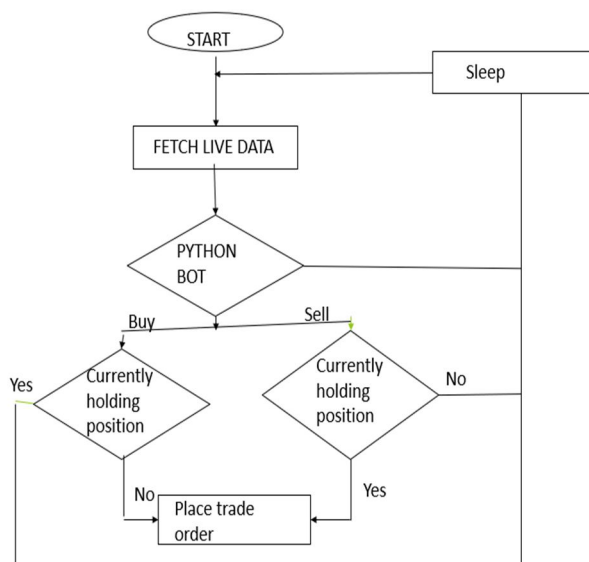 START
Sleep
FETCH LIVE DATA
PYTHON
BOT
Buy
Sell
Yes
Currently
holding
position
Currently
holding
position
No
No
Place trade
order
Yes